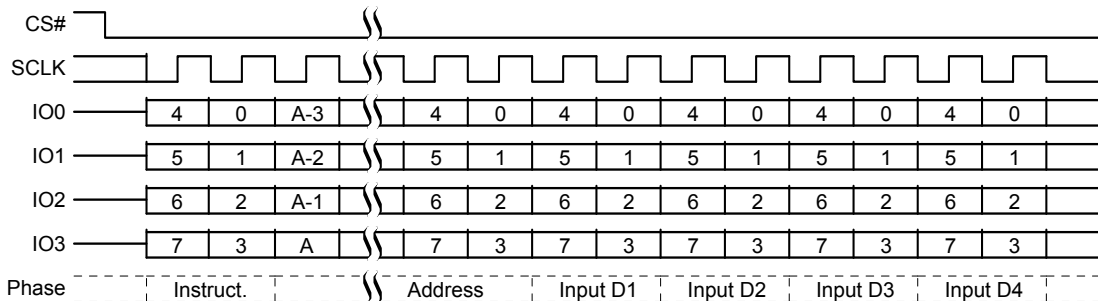 CS#
SCLK
IO0 4 0 A-3 4 0 4 0 4 0 4 0 4 0
IO1 5 1 A-2 5 1 5 1 5 1 5 1 5 1
IO2 6 2 A-1 6 2 6 2 6 2 6 2 6 2
IO3 7 3 A 7 3 7 3 7 3 7 3 7 3
Phase Instruct. Address Input D1 Input D2 Input D3 Input D4